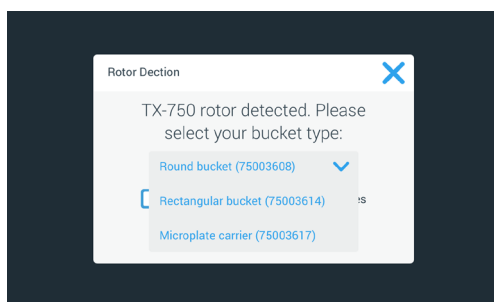 Rotor Dection
TX-750 rotor detected. Please
select your bucket type:
Round bucket (75003608)
Rectangular bucket (75003614)
Microplate carrier (75003617)